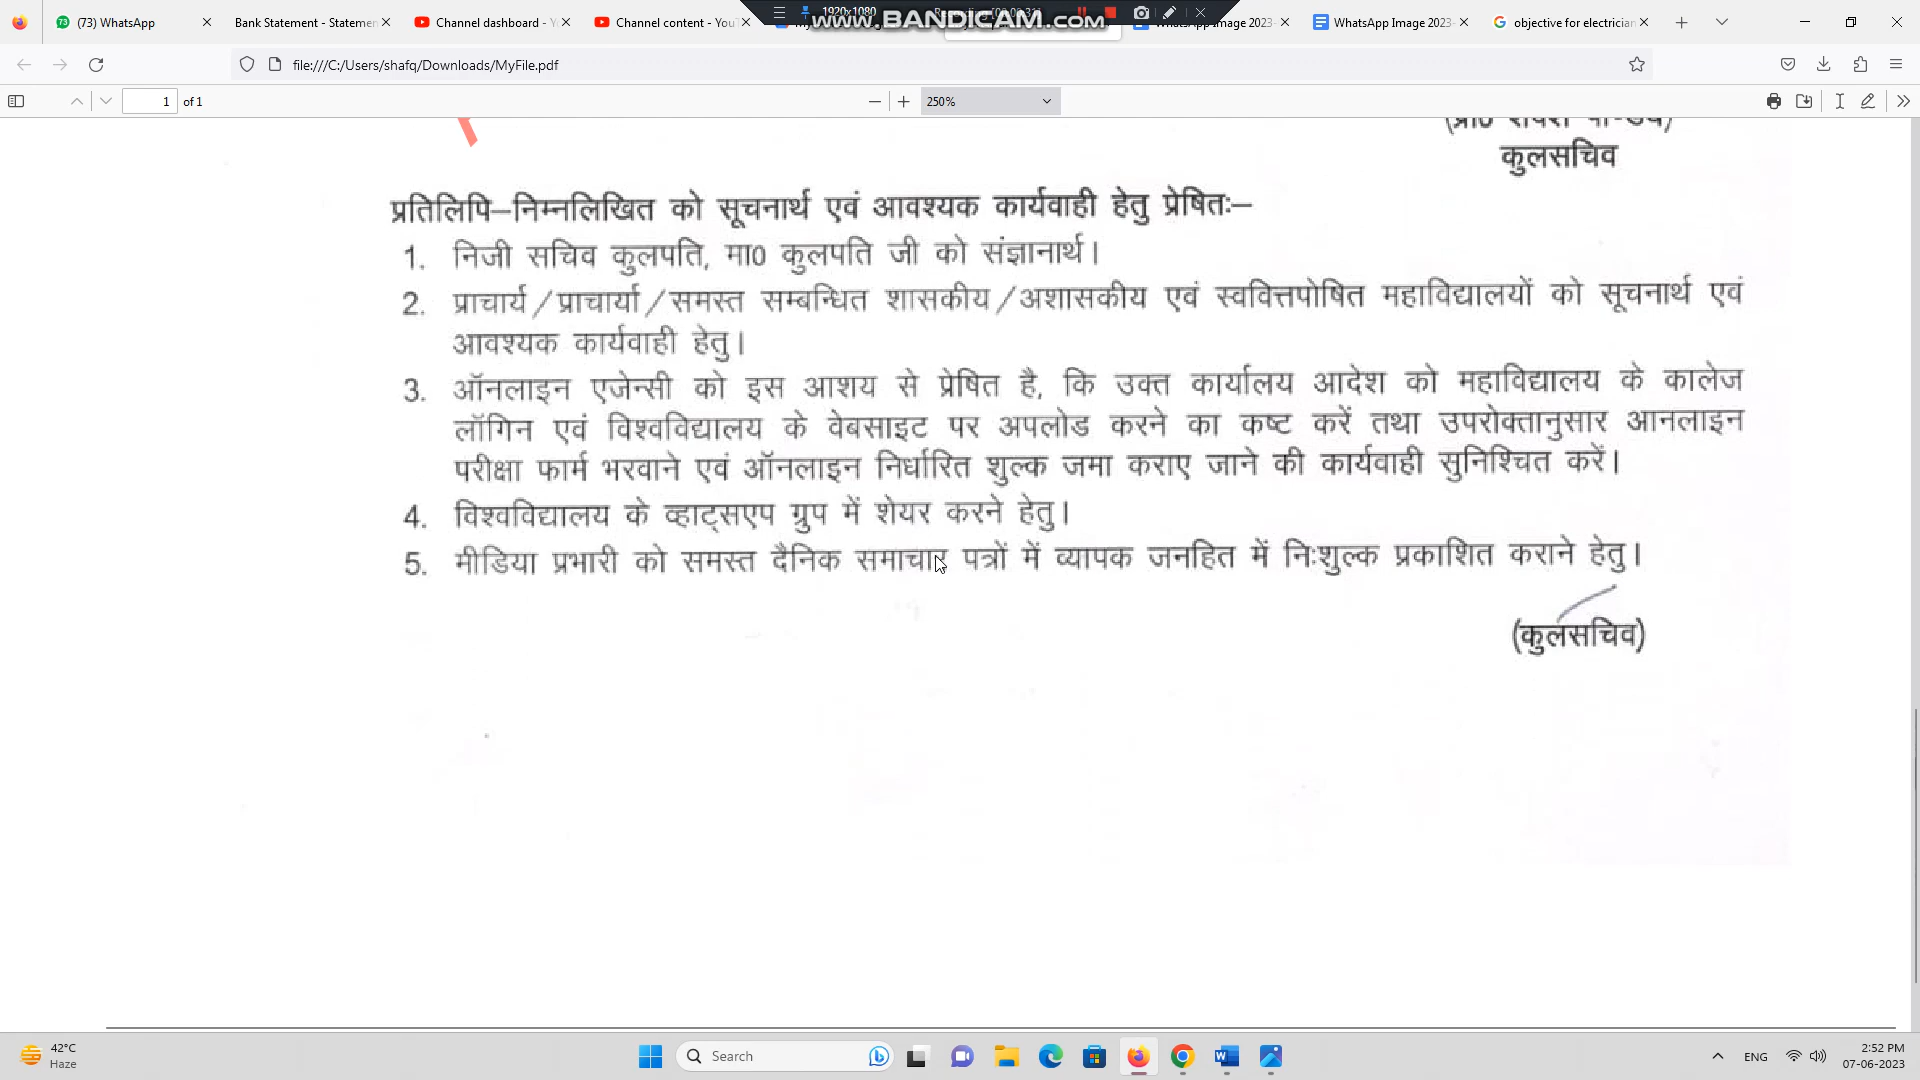 (73) WhatsApp
Bank Statement - Statemen
Channel dashboard - Y
Channel content - YouT
1920x1080
www.BANDICAM.com
WhatsApp Image 2023-
WhatsApp Image 2023-
objective for electrician
file:///C:/Users/shafq/Downloads/MyFile.pdf
1 of 1
250%
कुलसचिव
प्रतिलिपि–निम्नलिखित को सूचनार्थ एवं आवश्यक कार्यवाही हेतु प्रेषितः–
1. निजी सचिव कुलपति, मा0 कुलपति जी को संज्ञानार्थ।
2. प्राचार्य/प्राचार्या/समस्त सम्बन्धित शासकीय/अशासकीय एवं स्ववित्तपोषित महाविद्यालयों को सूचनार्थ एवं
आवश्यक कार्यवाही हेतु।
3. ऑनलाइन एजेन्सी को इस आशय से प्रेषित है, कि उक्त कार्यालय आदेश को महाविद्यालय के कालेज
लॉगिन एवं विश्वविद्यालय के वेबसाइट पर अपलोड करने का कष्ट करें तथा उपरोक्तानुसार आनलाइन
परीक्षा फार्म भरवाने एवं ऑनलाइन निर्धारित शुल्क जमा कराए जाने की कार्यवाही सुनिश्चित करें।
4. विश्वविद्यालय के व्हाट्सएप ग्रुप में शेयर करने हेतु।
5. मीडिया प्रभारी को समस्त दैनिक समाचार पत्रों में व्यापक जनहित में निःशुल्क प्रकाशित कराने हेतु।
(कुलसचिव)
42°C
Haze
Search
ENG
2:52 PM
07-06-2023